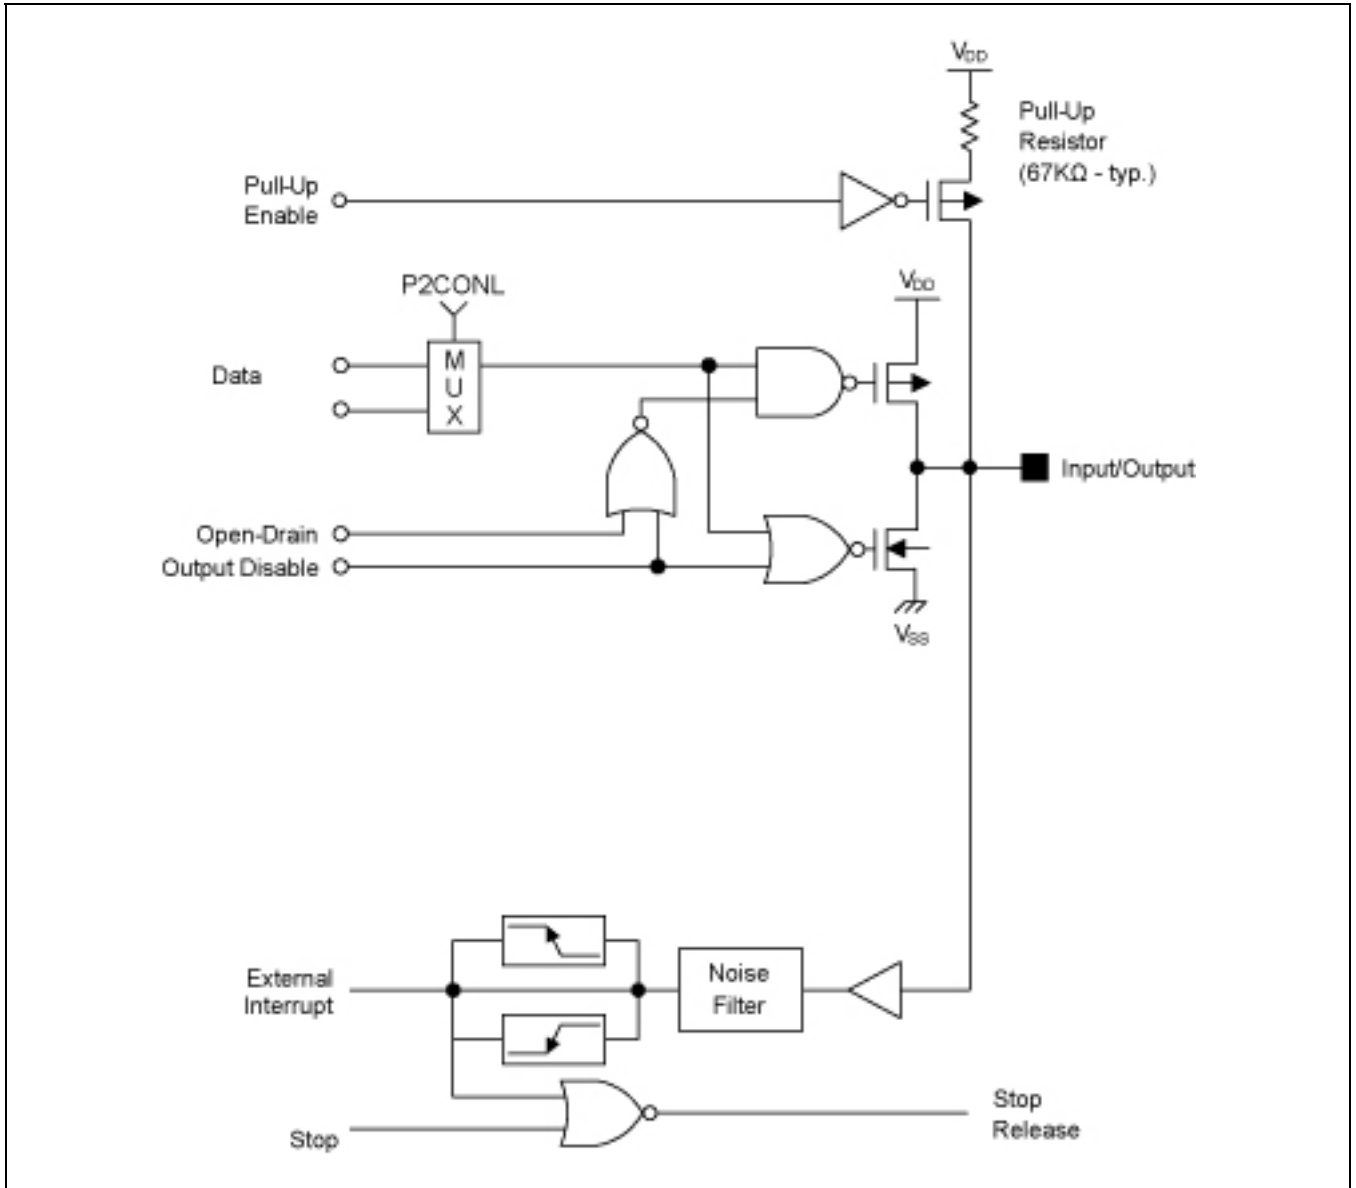 VDD
Pull-Up
Resistor
(67KΩ - typ.)
Pull-Up
Enable
P2CONL
VDD
Data
M
U
X
Input/Output
Open-Drain
Output Disable
VSS
External
Interrupt
Noise
Filter
Stop
Stop
Release